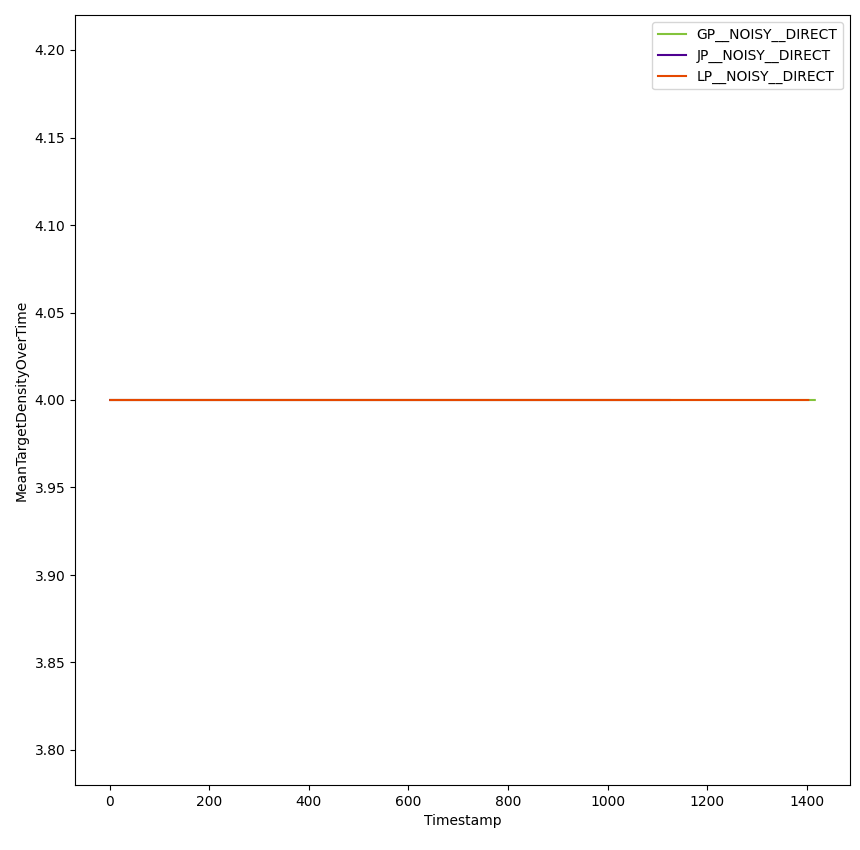 GP__NOISY__DIRECT
JP__NOISY__DIRECT
LP__NOISY__DIRECT
4.20
4.15
4.10
4.05
4.00
3.95
3.90
3.85
3.80
MeanTargetDensityOverTime
0 200 400 600 800 1000 1200 1400
Timestamp